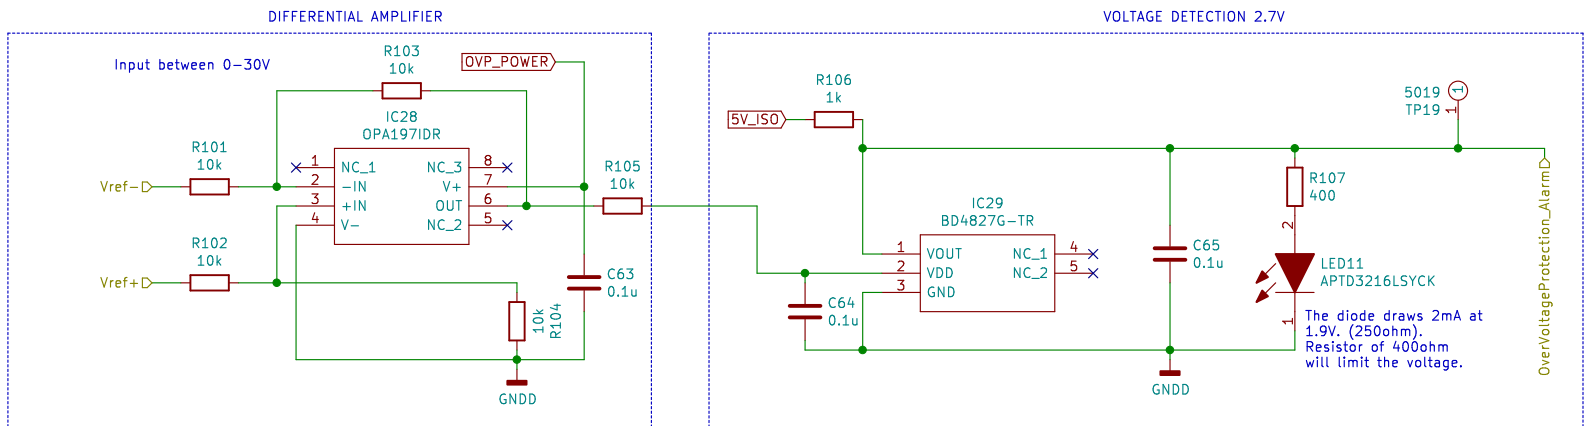 DIFFERENTIAL AMPLIFIER
Input between 0-30V
R103
10k
OVP_POWER
IC28
OPA197IDR
R101
10k
Vref-
R102
10k
Vref+
1 NC_1
2 -IN
3 +IN
4 V-
NC_3 8
V+ 7
OUT 6
NC_2 5
R105
10k
C63
0.1u
10k
R104
GNDD
VOLTAGE DETECTION 2.7V
R106
1k
5V_ISO
5019
TP19
1
1
IC29
BD4827G-TR
1 VOUT
2 VDD
3 GND
NC_1 4
NC_2 5
C64
0.1u
C65
0.1u
GNDD
R107
400
2
LED11
APTD3216LSYCK
1
The diode draws 2mA at
1.9V. (250ohm).
Resistor of 400ohm
will limit the voltage.
OverVoltageProtection_Alarm